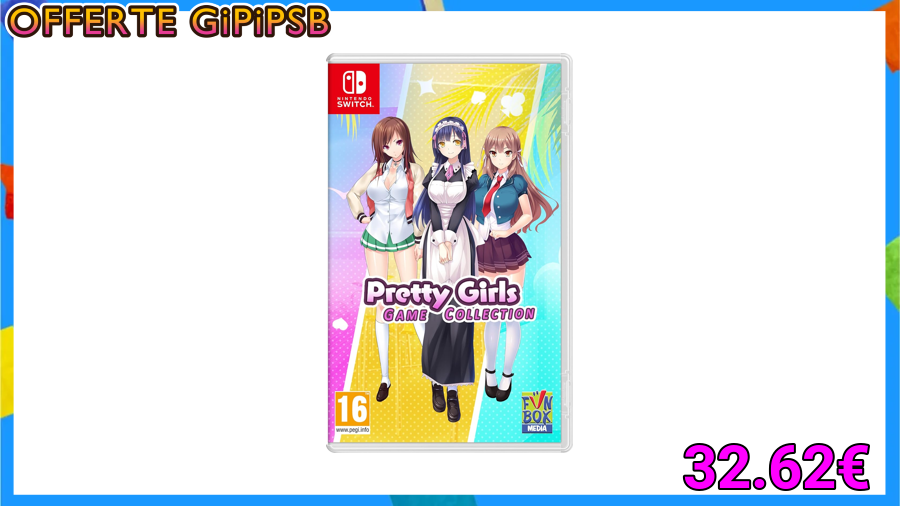 OFFERTE GiPiPSB
NINTENDO
SWITCH.
Pretty Girls
GAME COLLECTION
16
www.pegi.info
FUN
BOX
MEDIA
32.62€